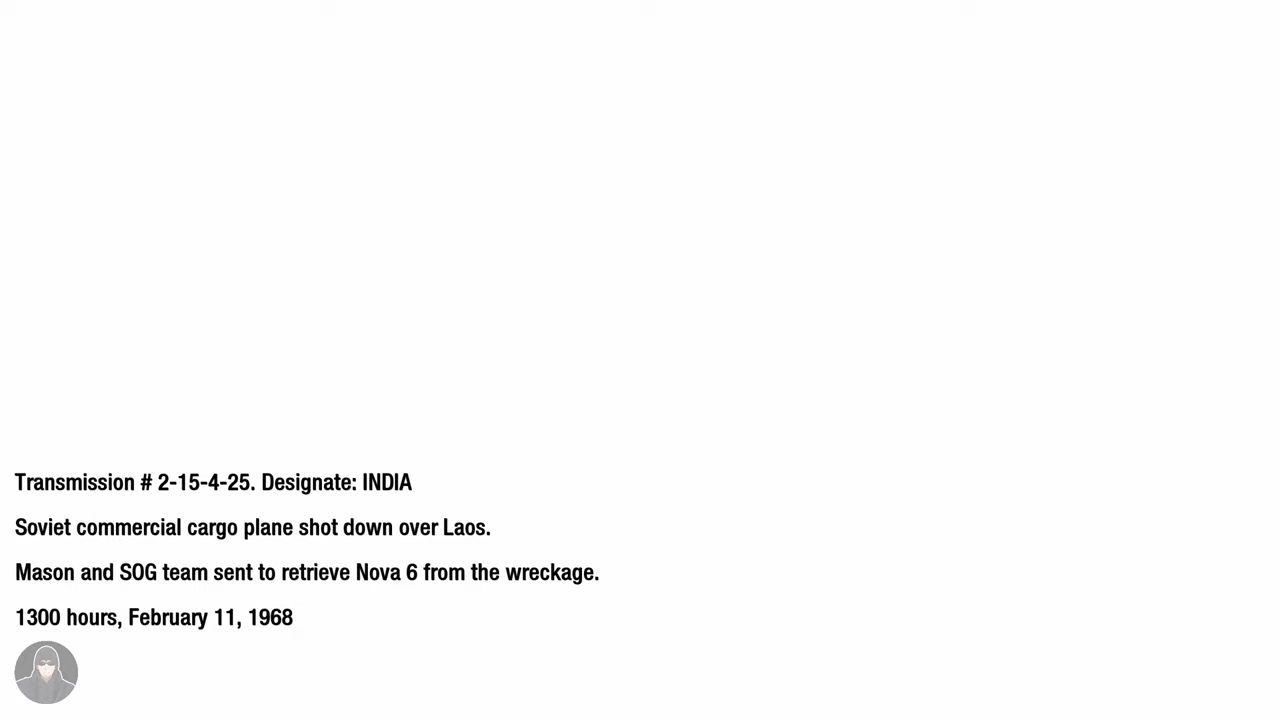 Transmission # 2-15-4-25. Designate: INDIA
Soviet commercial cargo plane shot down over Laos.
Mason and SOG team sent to retrieve Nova 6 from the wreckage.
1300 hours, February 11, 1968